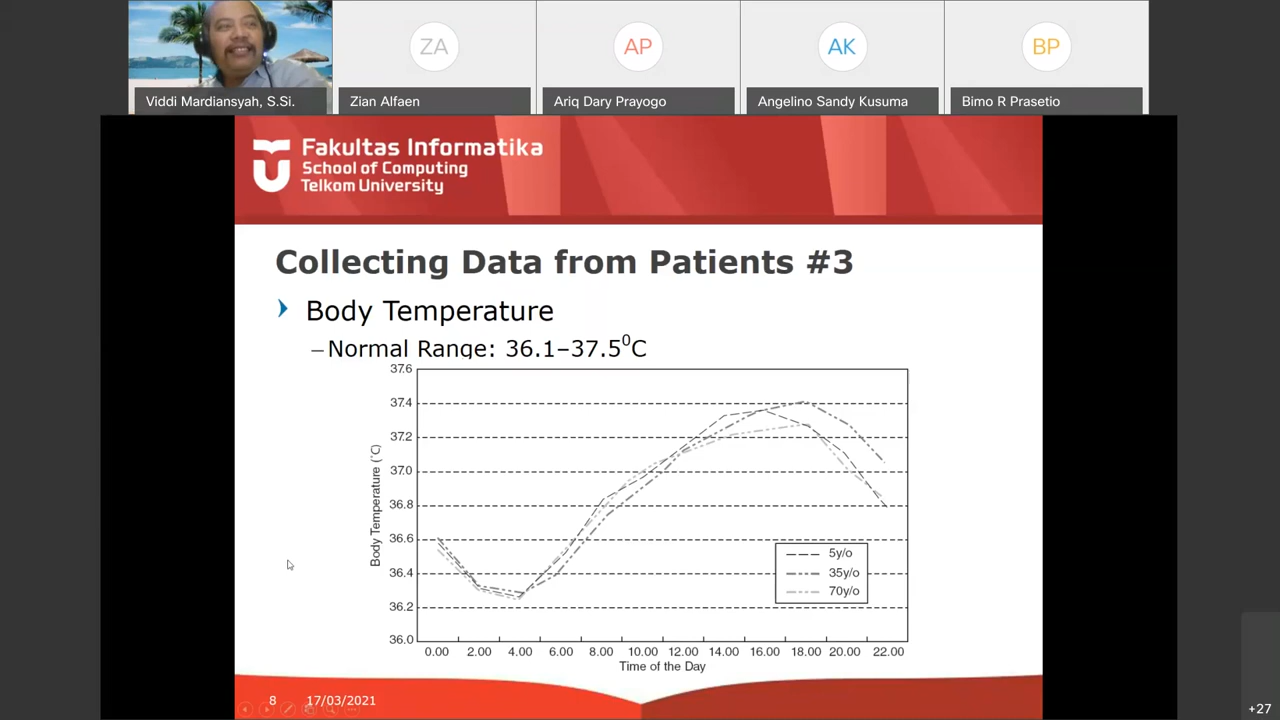 ZA
AP
AK
BP
Viddi Mardiansyah, S.Si.
Zian Alfaen
Ariq Dary Prayogo
Angelino Sandy Kusuma
Bimo R Prasetio
Fakultas Informatika
School of Computing
Telkom University
Collecting Data from Patients #3
Body Temperature
–Normal Range: 36.1–37.5⁰C
37.6
37.4
37.2
37.0
36.8
36.6
36.4
36.2
36.0
Body Temperature (°C)
5y/o
35y/o
70y/o
0.00 2.00 4.00 6.00 8.00 10.00 12.00 14.00 16.00 18.00 20.00 22.00
Time of the Day
8 17/03/2021
+27